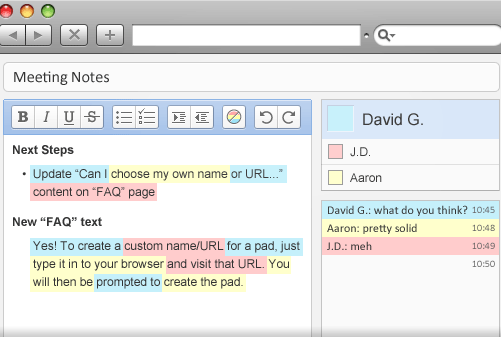 Meeting Notes
B I U S
Next Steps
• Update “Can I choose my own name or URL...”
content on “FAQ” page
New “FAQ” text
Yes! To create a custom name/URL for a pad, just
type it in to your browser and visit that URL. You
will then be prompted to create the pad.
David G.
J.D.
Aaron
David G.: what do you think? 10:45
Aaron: pretty solid 10:48
J.D.: meh 10:49
10:50